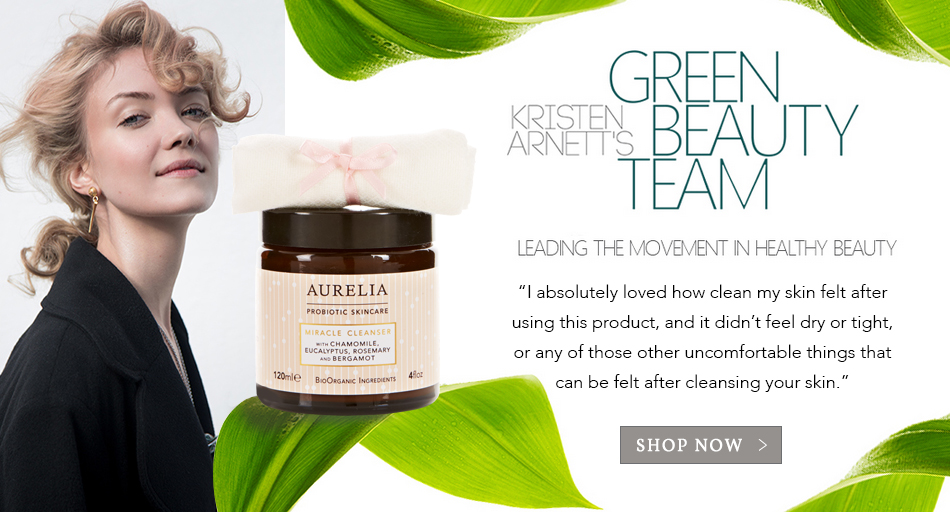 GREEN
KRISTEN
ARNETT'S
BEAUTY
TEAM
LEADING THE MOVEMENT IN HEALTHY BEAUTY
“I absolutely loved how clean my skin felt after
using this product, and it didn’t feel dry or tight,
or any of those other uncomfortable things that
can be felt after cleansing your skin.”
SHOP NOW >
AURELIA
PROBIOTIC SKINCARE
MIRACLE CLEANSER
WITH CHAMOMILE,
EUCALYPTUS, ROSEMARY
AND BERGAMOT
120ml℮ BIOORGANIC INGREDIENTS 4floz